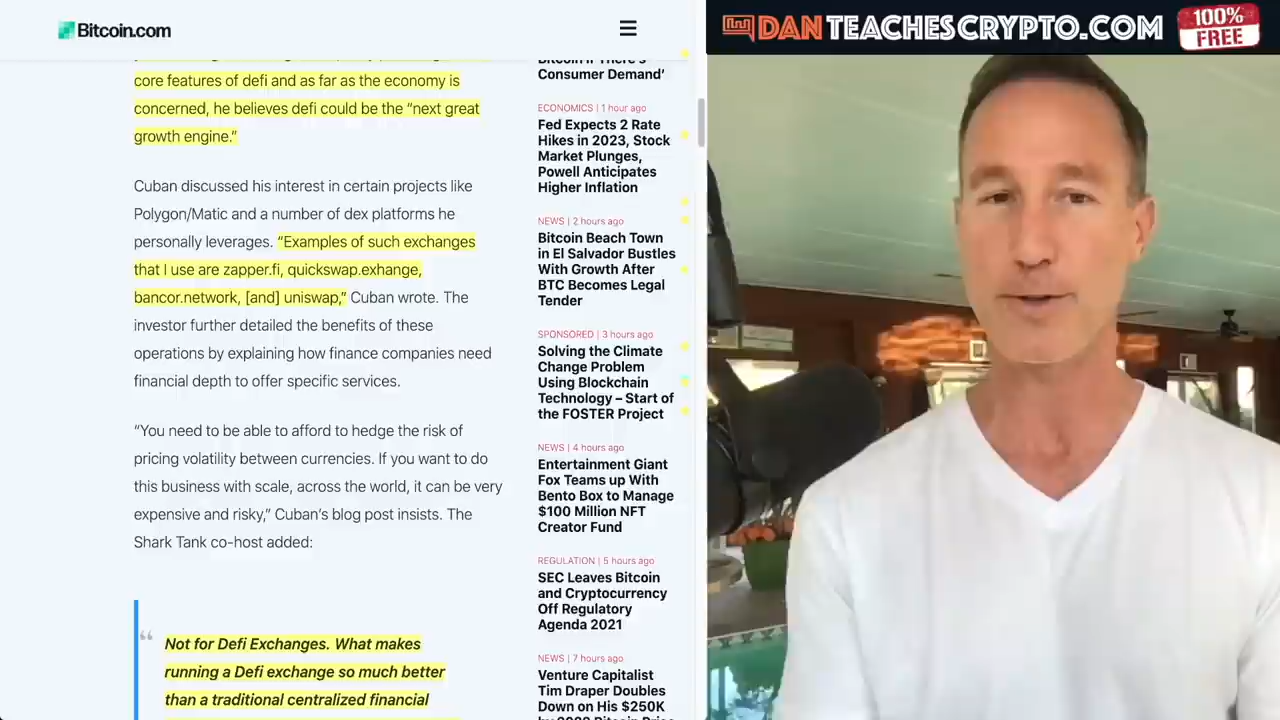 Bitcoin.com
core features of defi and as far as the economy is
concerned, he believes defi could be the “next great
growth engine.”
Cuban discussed his interest in certain projects like
Polygon/Matic and a number of dex platforms he
personally leverages. “Examples of such exchanges
that I use are zapper.fi, quickswap.exhange,
bancor.network, [and] uniswap,” Cuban wrote. The
investor further detailed the benefits of these
operations by explaining how finance companies need
financial depth to offer specific services.
“You need to be able to afford to hedge the risk of
pricing volatility between currencies. If you want to do
this business with scale, across the world, it can be very
expensive and risky,” Cuban’s blog post insists. The
Shark Tank co-host added:
“
Not for Defi Exchanges. What makes
running a Defi exchange so much better
than a traditional centralized financial
Bitcoin if There’s
Consumer Demand’
ECONOMICS | 1 hour ago
Fed Expects 2 Rate
Hikes in 2023, Stock
Market Plunges,
Powell Anticipates
Higher Inflation
NEWS | 2 hours ago
Bitcoin Beach Town
in El Salvador Bustles
With Growth After
BTC Becomes Legal
Tender
SPONSORED | 3 hours ago
Solving the Climate
Change Problem
Using Blockchain
Technology – Start of
the FOSTER Project
NEWS | 4 hours ago
Entertainment Giant
Fox Teams up With
Bento Box to Manage
$100 Million NFT
Creator Fund
REGULATION | 5 hours ago
SEC Leaves Bitcoin
and Cryptocurrency
Off Regulatory
Agenda 2021
NEWS | 7 hours ago
Venture Capitalist
Tim Draper Doubles
Down on His $250K
DANTEACHESCRYPTO.COM
100%
FREE